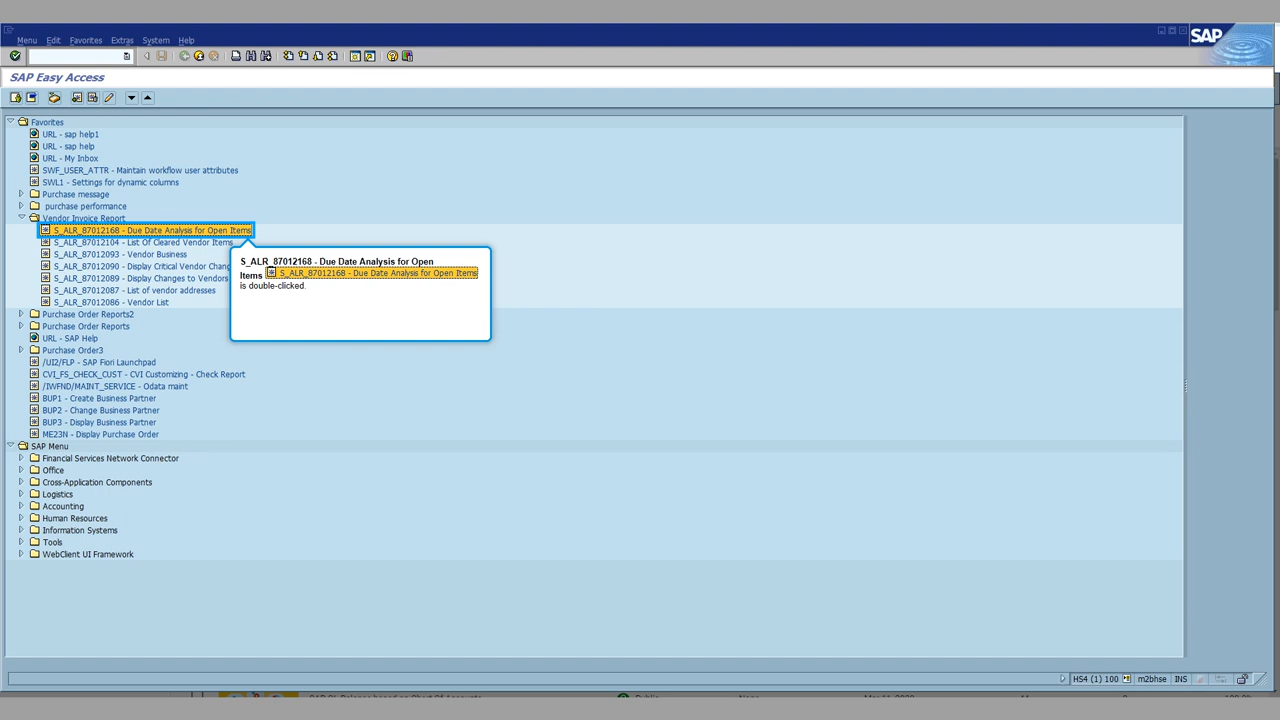 Menu Edit Favorites Extras System Help
SAP
SAP Easy Access
Favorites
URL - sap help1
URL - sap help
URL - My Inbox
SWF_USER_ATTR - Maintain workflow user attributes
SWL1 - Settings for dynamic columns
Purchase message
purchase performance
Vendor Invoice Report
S_ALR_87012168 - Due Date Analysis for Open Items
S_ALR_87012104 - List Of Cleared Vendor Items
S_ALR_87012093 - Vendor Business
S_ALR_87012090 - Display Critical Vendor Chang
S_ALR_87012089 - Display Changes to Vendors
S_ALR_87012087 - List of vendor addresses
S_ALR_87012086 - Vendor List
S_ALR_87012168 - Due Date Analysis for Open
Items S_ALR_87012168 - Due Date Analysis for Open Items
is double-clicked.
Purchase Order Reports2
Purchase Order Reports
URL - SAP Help
Purchase Order3
/UI2/FLP - SAP Fiori Launchpad
CVI_FS_CHECK_CUST - CVI Customizing - Check Report
/IWFND/MAINT_SERVICE - Odata maint
BUP1 - Create Business Partner
BUP2 - Change Business Partner
BUP3 - Display Business Partner
ME23N - Display Purchase Order
SAP Menu
Financial Services Network Connector
Office
Cross-Application Components
Logistics
Accounting
Human Resources
Information Systems
Tools
WebClient UI Framework
HS4 (1) 100 m2bhse INS